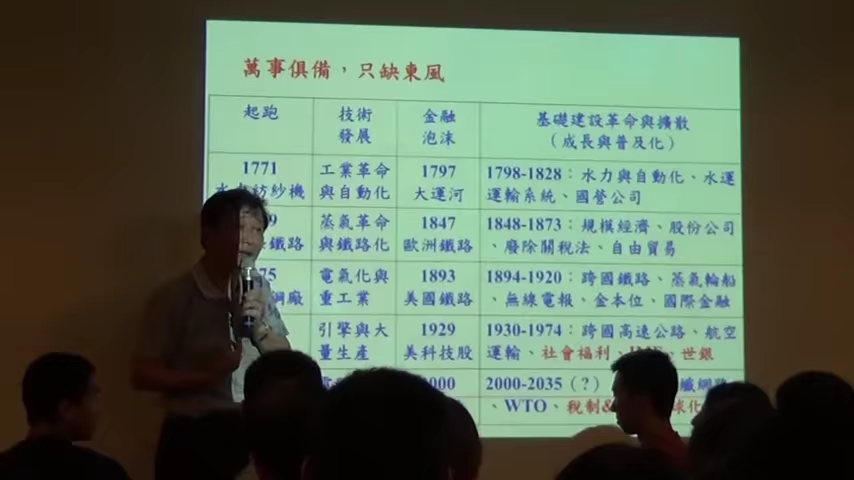 萬事俱備，只缺東風
起跑 技術發展 金融泡沫 基礎建設革命與擴散（成長與普及化）
1771 工業革命 1797 1798-1828：水力與自動化、水運
紡紗機 與自動化 大運河 運輸系統、國營公司
蒸氣革命 1847 1848-1873：規模經濟、股份公司
鐵路 與鐵路化 歐洲鐵路 、廢除關稅法、自由貿易
75 電氣化與 1893 1894-1920：跨國鐵路、蒸氣輪船
鋼廠 重工業 美國鐵路 、無線電報、金本位、國際金融
引擎與大 1929 1930-1974：跨國高速公路、航空
量生產 美科技股 運輸、社會福利、世銀
2000-2035（？）
、WTO、稅制&